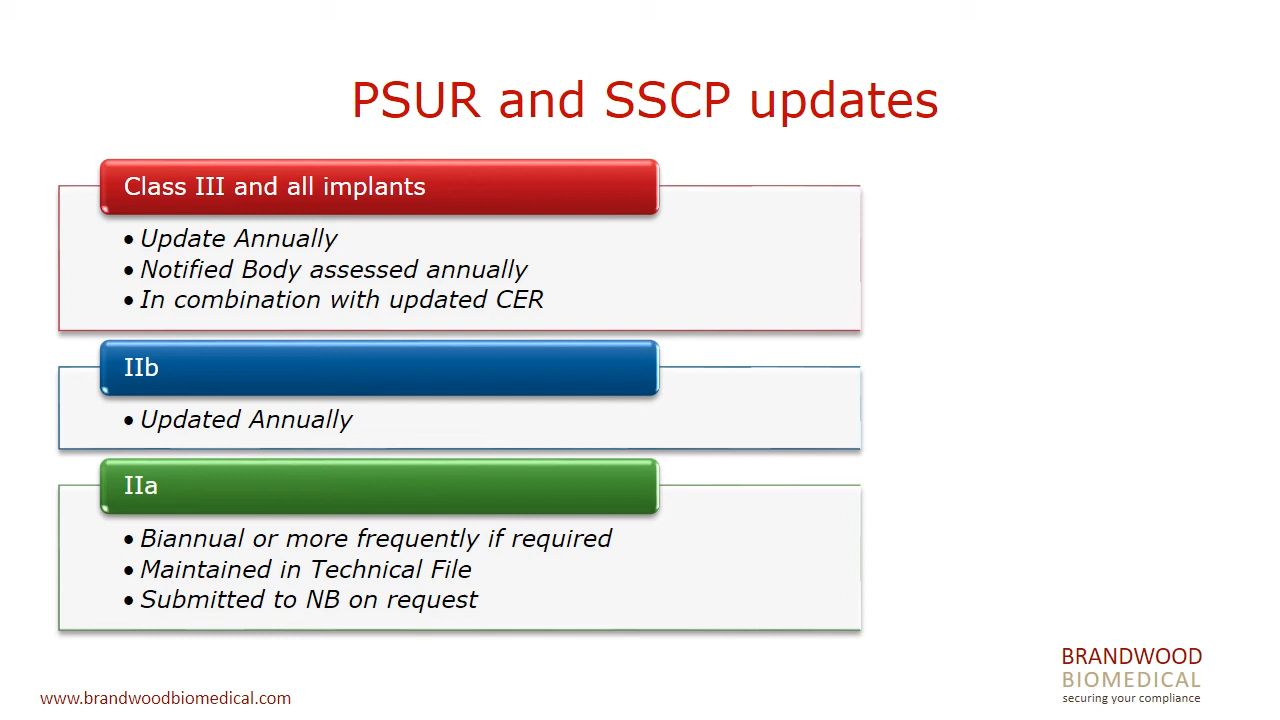 PSUR and SSCP updates
Class III and all implants
• Update Annually
• Notified Body assessed annually
• In combination with updated CER
IIb
• Updated Annually
IIa
• Biannual or more frequently if required
• Maintained in Technical File
• Submitted to NB on request
BRANDWOOD
BIOMEDICAL
securing your compliance
www.brandwoodbiomedical.com